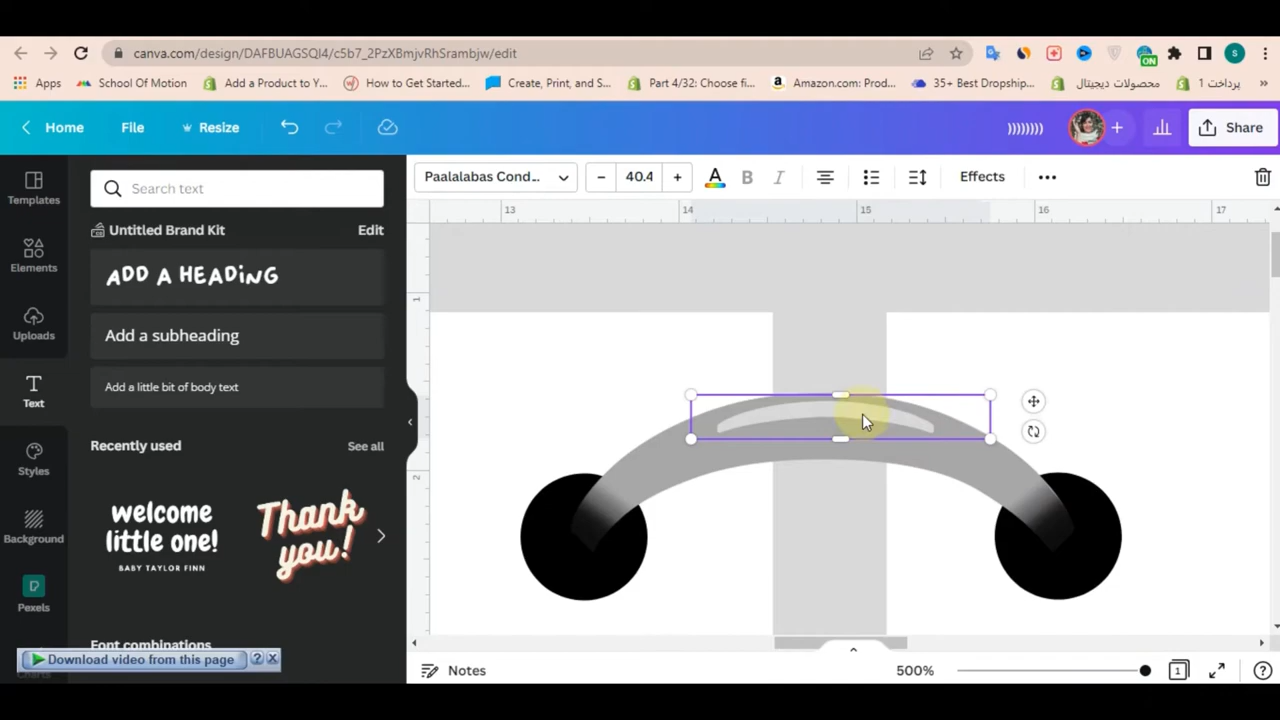 canva.com/design/DAFBUAGSQI4/c5b7_2PzXBmjvRhSrambjw/edit
ON
S
Apps
School Of Motion
Add a Product to Y...
How to Get Started...
Create, Print, and S...
Part 4/32: Choose fi...
Amazon.com: Prod...
35+ Best Dropship...
محصولات دیجیتال
پرداخت 1
»
Home
File
Resize
)))))))
Share
Paalalabas Cond...
40.4
A
B
I
Effects
Templates
Elements
Uploads
Text
Styles
Background
Pexels
Search text
Untitled Brand Kit
Edit
ADD A HEADING
Add a subheading
Add a little bit of body text
Recently used
See all
welcome
little one!
BABY TAYLOR FINN
Thank
you!
Font combinations
Download video from this page
13
14
15
16
17
1
2
Notes
500%
1